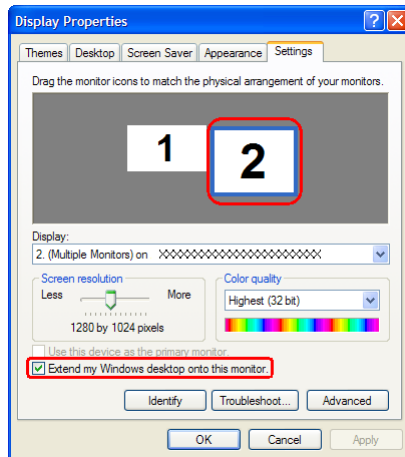 Display Properties
Themes Desktop Screen Saver Appearance Settings
Drag the monitor icons to match the physical arrangement of your monitors.
1 2
Display:
2. (Multiple Monitors) on XXXXXXXXXXXXXXXXXXXXXXX
Screen resolution Color quality
Less More Highest (32 bit)
1280 by 1024 pixels
Use this device as the primary monitor.
Extend my Windows desktop onto this monitor.
Identify Troubleshoot... Advanced
OK Cancel Apply